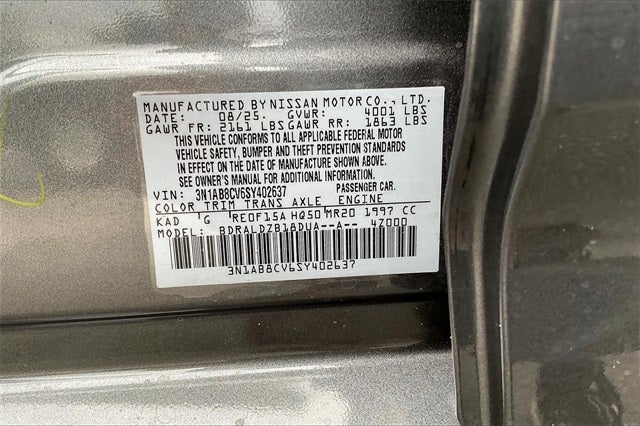 MANUFACTURED BY NISSAN MOTOR CO., LTD.
DATE: 08/25. GVWR: 4001 LBS
GAWR FR: 2161 LBS GAWR RR: 1863 LBS
THIS VEHICLE CONFORMS TO ALL APPLICABLE FEDERAL MOTOR
VEHICLE SAFETY, BUMPER AND THEFT PREVENTION STANDARDS
IN EFFECT ON THE DATE OF MANUFACTURE SHOWN ABOVE.
SEE OWNER'S MANUAL FOR ADDITIONAL INFORMATION.
VIN: 3N1AB8CV6SY402637 PASSENGER CAR.
COLOR TRIM TRANS AXLE ENGINE
KAD G RE0F15A HQ50 MR20 1997 CC
MODEL: BDRALDZB18DUA--A-- 4Z000
3N1AB8CV6SY402637